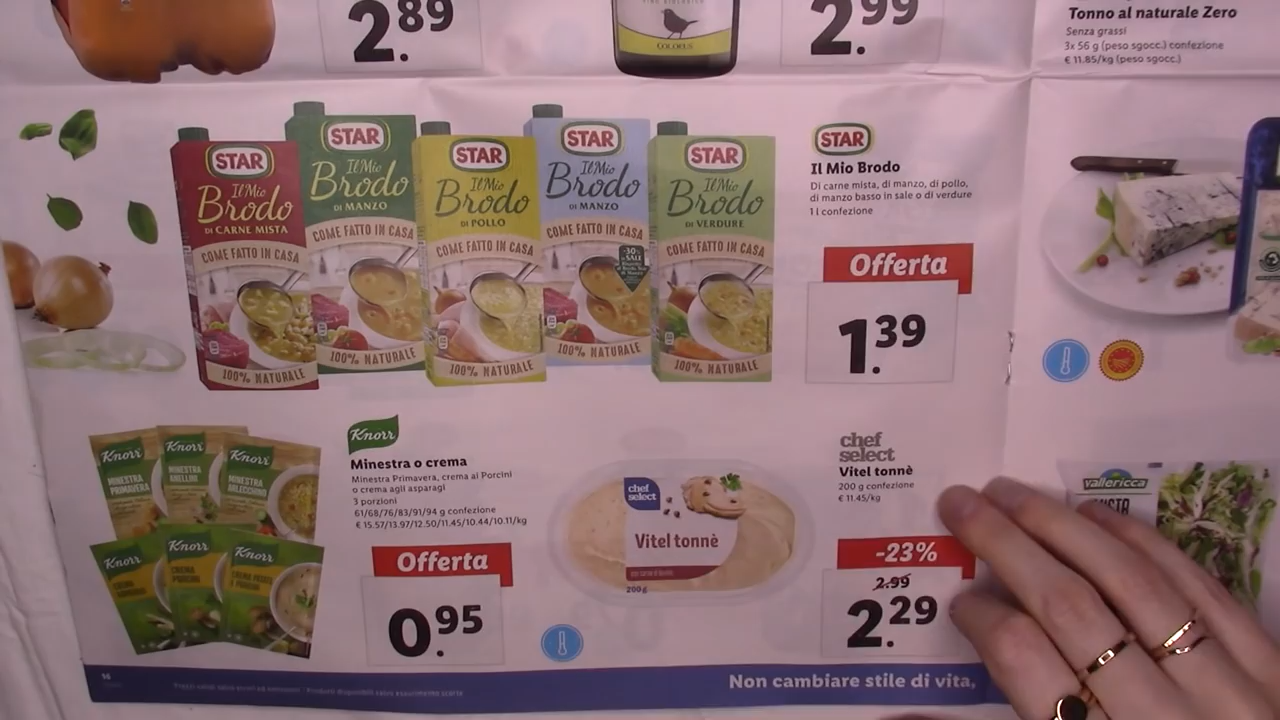 2.89
COLOKUS
2.99
Tonno al naturale Zero
Senza grassi
3x 56 g (peso sgocc.) confezione
€ 11.85/kg (peso sgocc.)
STAR
Il Mio
Brodo
DI CARNE MISTA
COME FATTO IN CASA
100% NATURALE
STAR
Il Mio
Brodo
DI MANZO
COME FATTO IN CASA
100% NATURALE
STAR
Il Mio
Brodo
DI POLLO
COME FATTO IN CASA
100% NATURALE
STAR
Il Mio
Brodo
DI MANZO
COME FATTO IN CASA
-30%
di SALE
100% NATURALE
STAR
Il Mio
Brodo
DI VERDURE
COME FATTO IN CASA
100% NATURALE
STAR
Il Mio Brodo
Di carne mista, di manzo, di pollo,
di manzo basso in sale o di verdure
1 l confezione
Offerta
1.39
Knorr
MINESTRA
PRIMAVERA
Knorr
MINESTRA
ANELLINI
Knorr
MINESTRA
ARLECCHINO
Knorr
CREMA
Knorr
CREMA
PORCINI
Knorr
CREMA PATATE
E PORCINI
Knorr
Minestra o crema
Minestra Primavera, crema ai Porcini
o crema agli asparagi
3 porzioni
61/68/76/83/91/94 g confezione
€ 15.57/13.97/12.50/11.45/10.44/10.11/kg
Offerta
0.95
chef
select
Vitel tonnè
200 g
chef
select
Vitel tonnè
200 g confezione
€ 11.45/kg
-23%
2.99
2.29
vallericca
Non cambiare stile di vita,